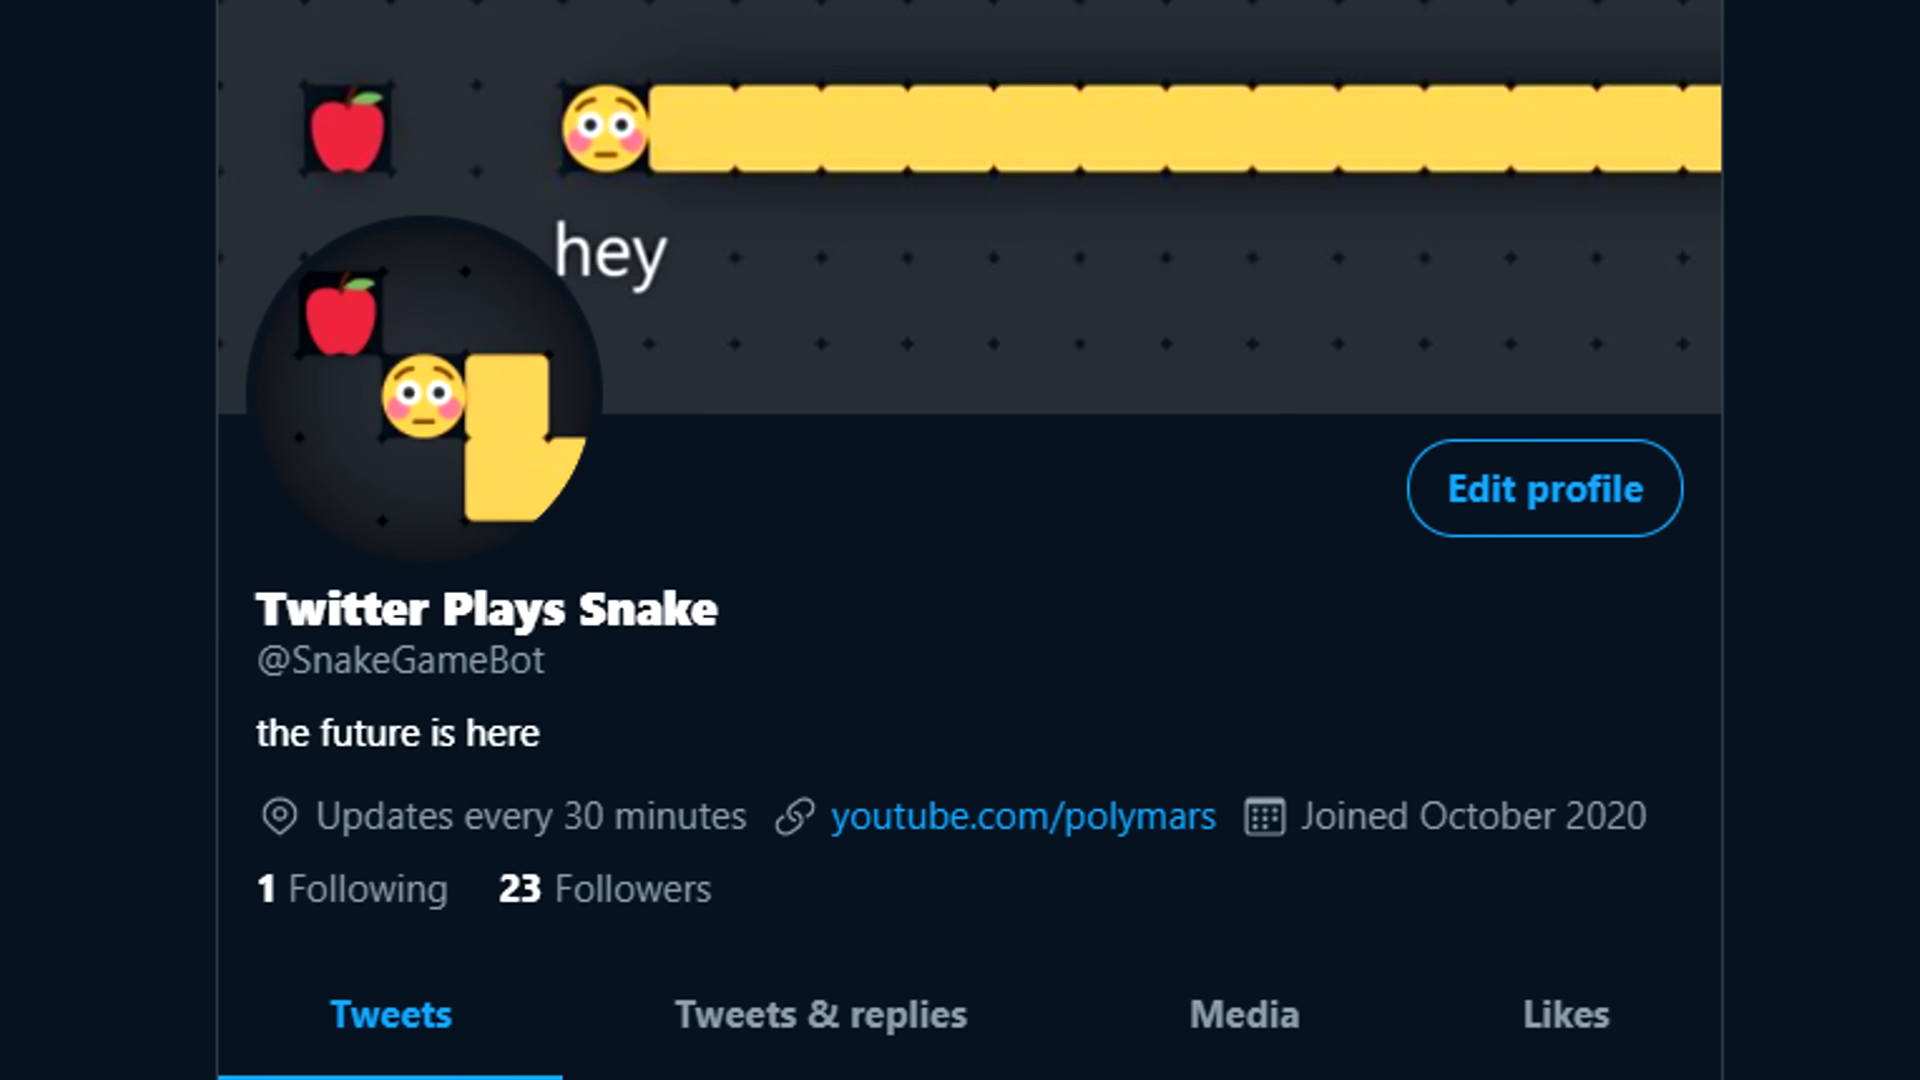 hey
Edit profile
Twitter Plays Snake
@SnakeGameBot
the future is here
Updates every 30 minutes youtube.com/polymars Joined October 2020
1 Following 23 Followers
Tweets Tweets & replies Media Likes